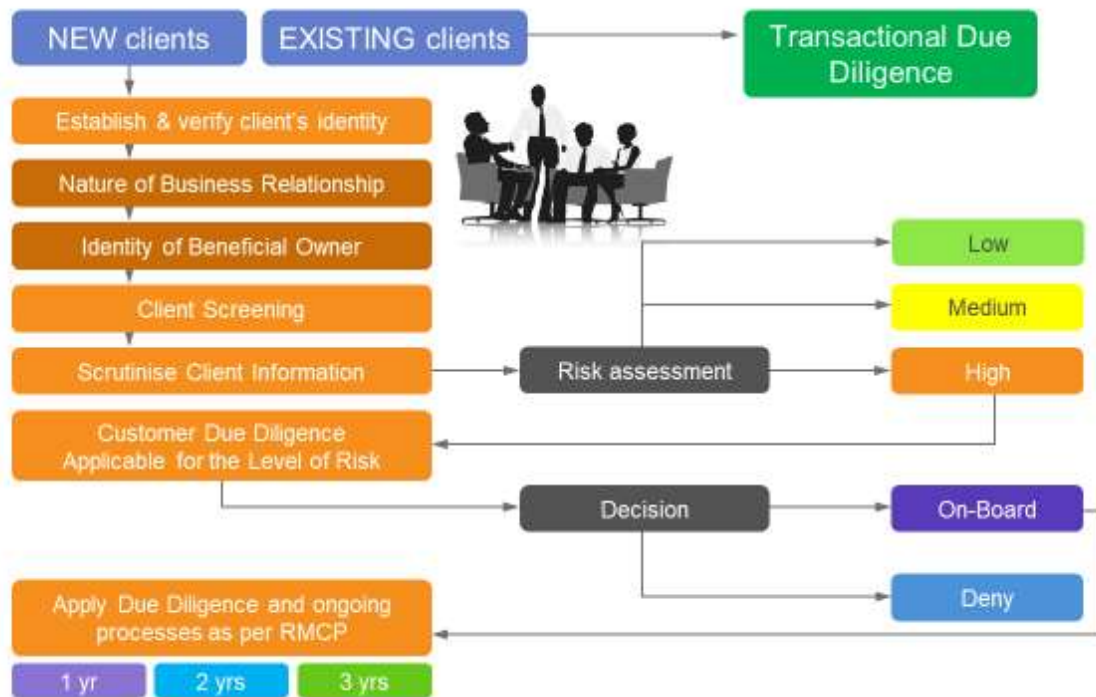 NEW clients
EXISTING clients
Transactional Due
Diligence
Establish & verify client's identity
Nature of Business Relationship
Identity of Beneficial Owner
Low
Client Screening
Medium
Scrutinise Client Information
Risk assessment
High
Customer Due Diligence
Applicable for the Level of Risk
Decision
On-Board
Apply Due Diligence and ongoing
processes as per RMCP
Deny
1 yr
2 yrs
3 yrs